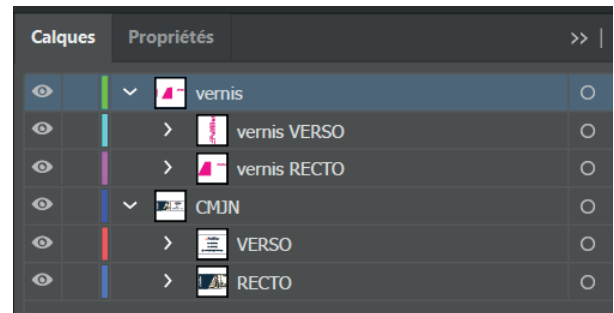 Calques Propriétés >> |
vernis
vernis VERSO
vernis RECTO
CMJN
VERSO
RECTO